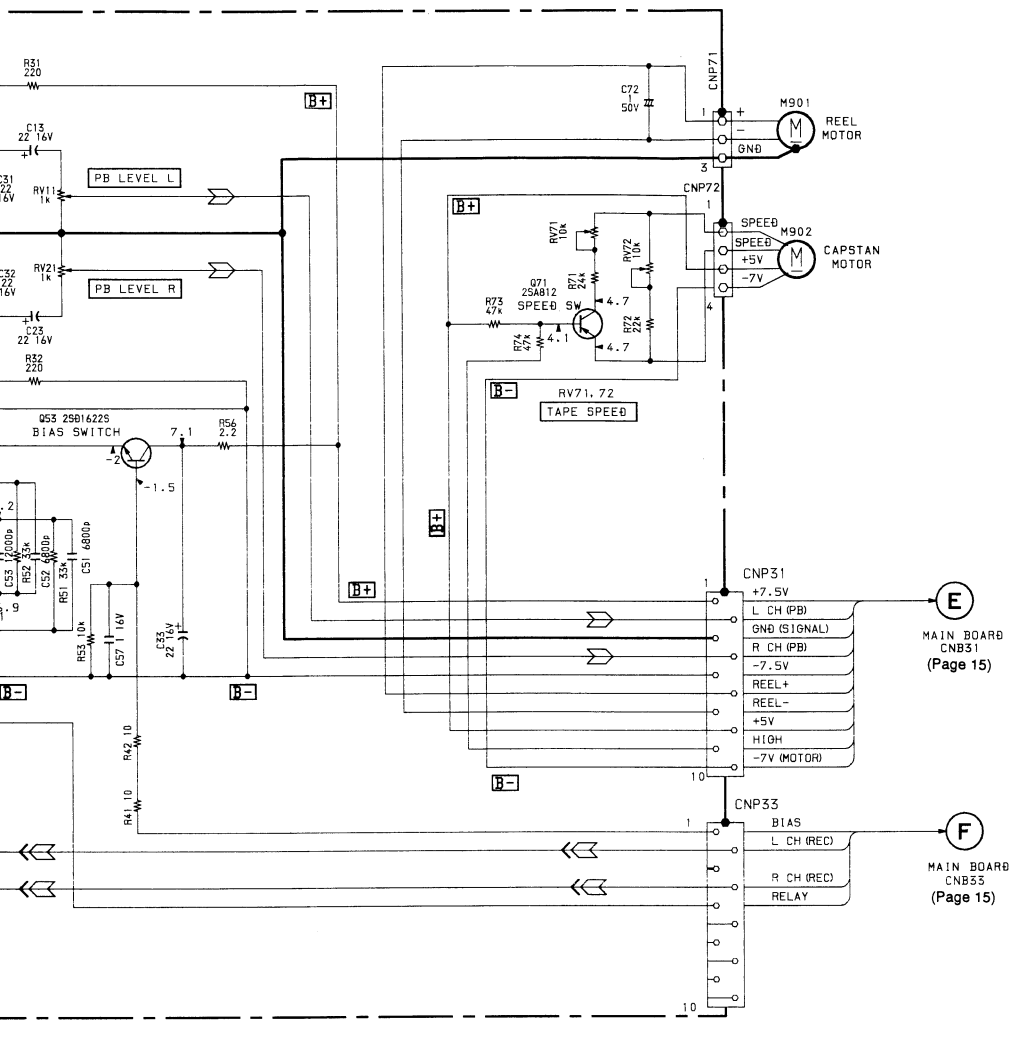 R31
220
B+
C13
22 16V
+
C31
22
16V
RV11
1k
PB LEVEL L
C32
22
16V
RV21
1k
PB LEVEL R
+
C23
22 16V
R32
220
Q53 2SD1622S
BIAS SWITCH
7.1
R56
2.2
-2
-1.5
C72
1
50V
CNP71
1
+
-
GND
3
M901
M
REEL
MOTOR
CNP72
1
B+
SPEED
SPEED
+5V
-7V
4
M902
M
CAPSTAN
MOTOR
RV71
10k
RV72
10k
R71
24k
Q71
2SA812
SPEED SW
4.7
R73
47k
R74
47k
4.1
4.7
R72
22k
B-
RV71,72
TAPE SPEED
B+
.2
C53 12000p
R52 33k
C52 6800p
R51 33k
C51 6800p
.9
R53 10k
C57 1 16V
C33
22 16V
+
B+
B-
B-
R42 10
R41 10
B-
CNP31
1
+7.5V
L CH (PB)
GND (SIGNAL)
R CH (PB)
-7.5V
REEL+
REEL-
+5V
HIGH
-7V (MOTOR)
10
E
MAIN BOARD
CNB31
(Page 15)
CNP33
1
BIAS
L CH (REC)
R CH (REC)
RELAY
10
F
MAIN BOARD
CNB33
(Page 15)